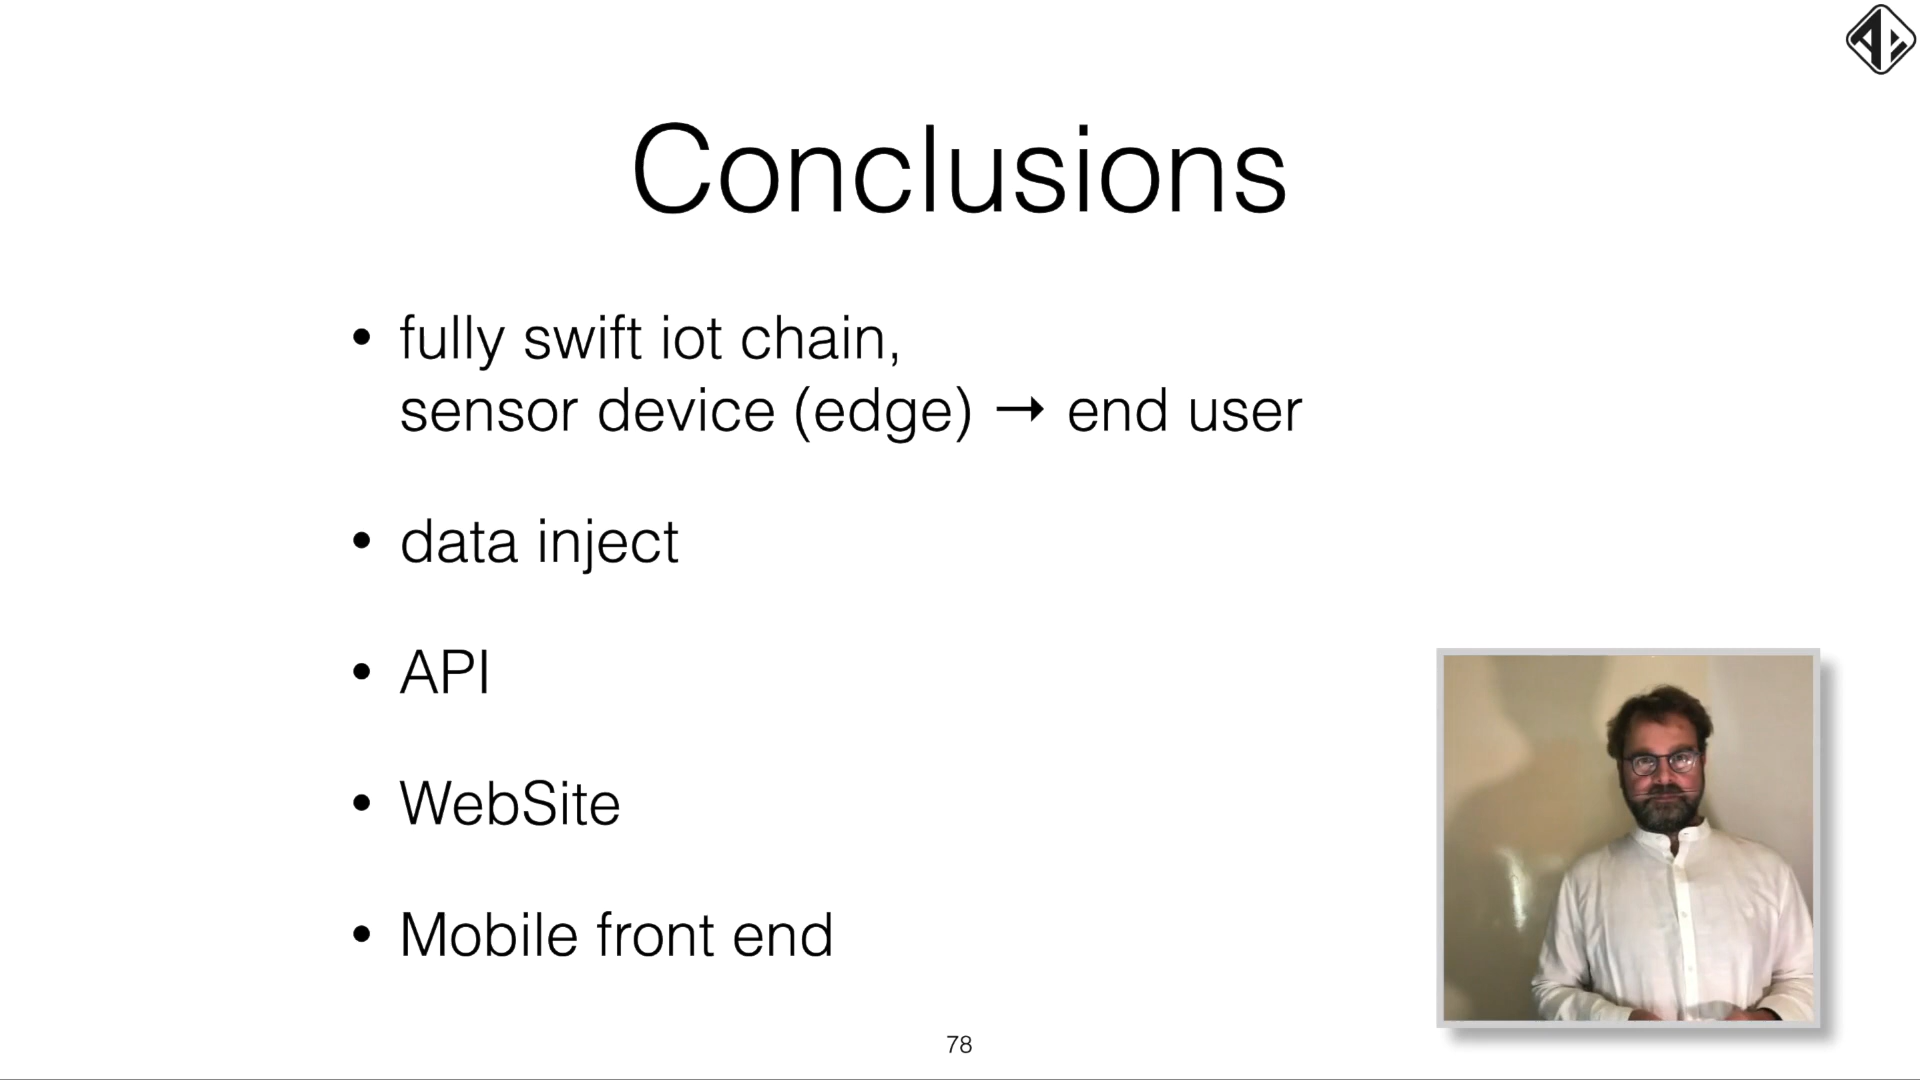 Conclusions
• fully swift iot chain,
sensor device (edge) → end user
• data inject
• API
• WebSite
• Mobile front end
78